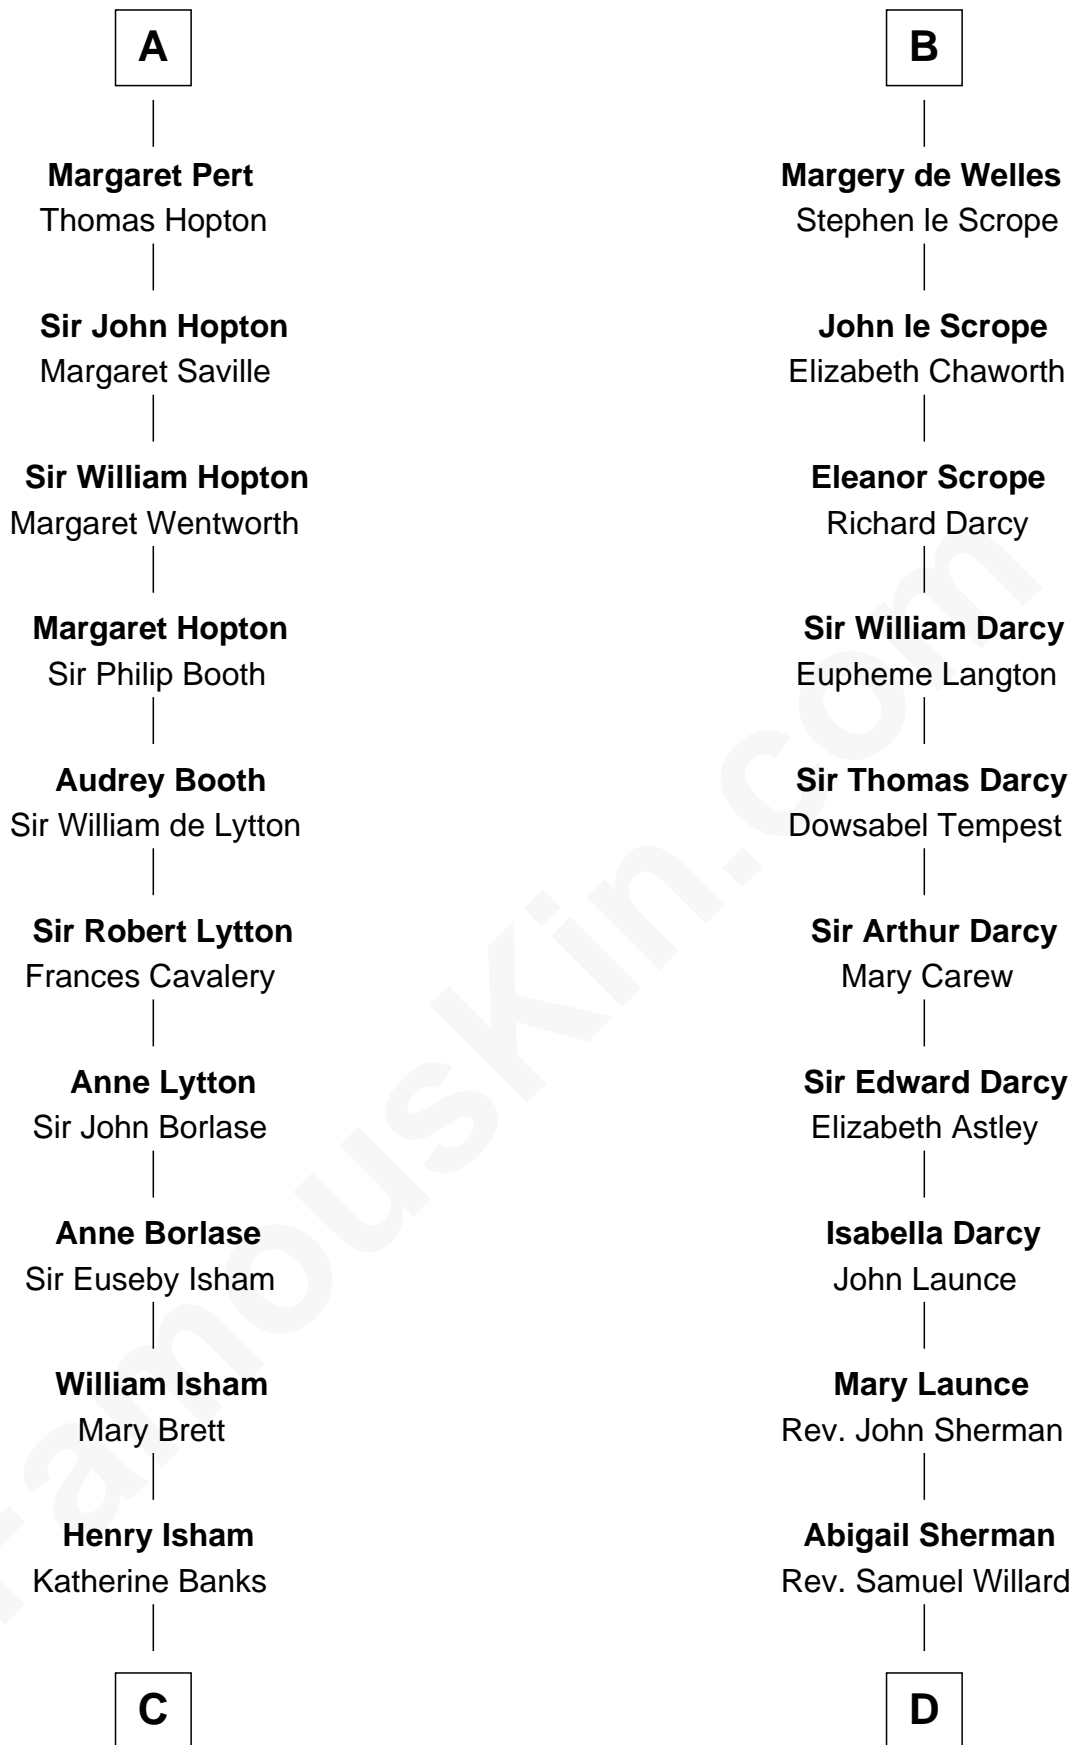 A
Margaret Pert
Thomas Hopton
Sir John Hopton
Margaret Saville
Sir William Hopton
Margaret Wentworth
Margaret Hopton
Sir Philip Booth
Audrey Booth
Sir William de Lytton
Sir Robert Lytton
Frances Cavalery
Anne Lytton
Sir John Borlase
Anne Borlase
Sir Euseby Isham
William Isham
Mary Brett
Henry Isham
Katherine Banks
C
B
Margery de Welles
Stephen le Scrope
John le Scrope
Elizabeth Chaworth
Eleanor Scrope
Richard Darcy
Sir William Darcy
Eupheme Langton
Sir Thomas Darcy
Dowsabel Tempest
Sir Arthur Darcy
Mary Carew
Sir Edward Darcy
Elizabeth Astley
Isabella Darcy
John Launce
Mary Launce
Rev. John Sherman
Abigail Sherman
Rev. Samuel Willard
D
FamousKin.com